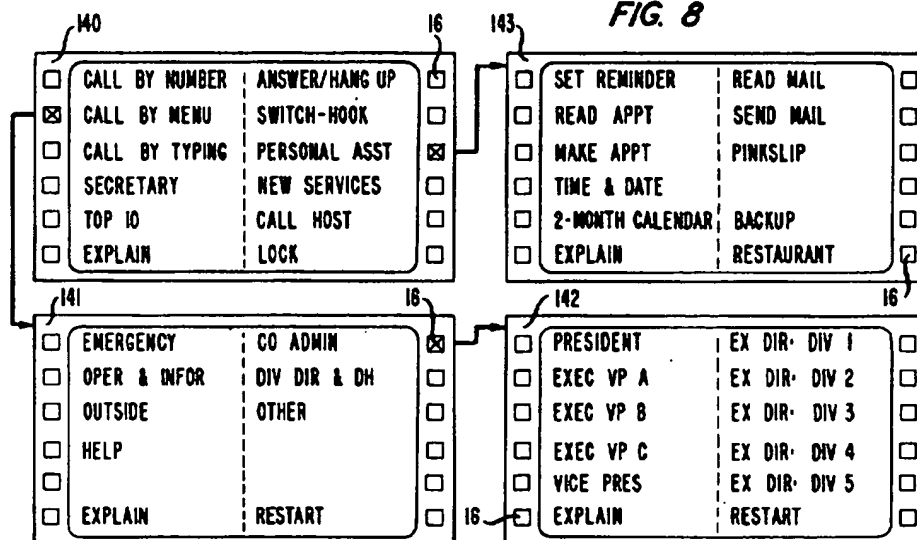 FIG. 8
140
16
CALL BY NUMBER ANSWER/HANG UP
CALL BY MENU SWITCH-HOOK
CALL BY TYPING PERSONAL ASST
SECRETARY NEW SERVICES
TOP 10 CALL HOST
EXPLAIN LOCK
143
SET REMINDER READ MAIL
READ APPT SEND MAIL
MAKE APPT PINKSLIP
TIME & DATE
2-MONTH CALENDAR BACKUP
EXPLAIN RESTAURANT
16
141
16
EMERGENCY CO ADMIN
OPER & INFOR DIV DIR & DH
OUTSIDE OTHER
HELP
EXPLAIN RESTART
142
PRESIDENT EX DIR· DIV 1
EXEC VP A EX DIR· DIV 2
EXEC VP B EX DIR· DIV 3
EXEC VP C EX DIR· DIV 4
VICE PRES EX DIR· DIV 5
16 EXPLAIN RESTART